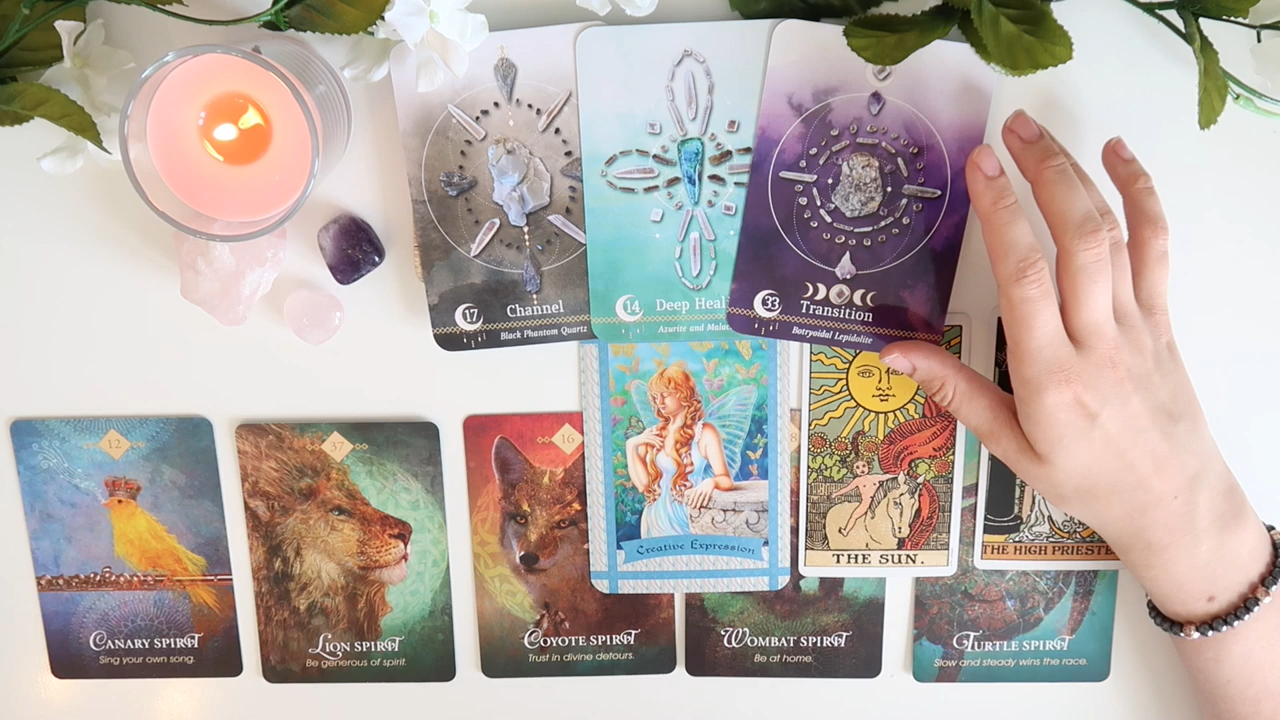 17
Channel
Black Phantom Quartz
14
Deep Heal
Azurite and Mala
33
Transition
Botryoidal Lepidolite
12
CANARY SPIRIT
Sing your own song.
37
LION SPIRIT
Be generous of spirit.
16
COYOTE SPIRIT
Trust in divine detours.
Creative Expression
8
WOMBAT SPIRIT
Be at home.
THE SUN.
THE HIGH PRIESTE
TURTLE SPIRIT
Slow and steady wins the race.